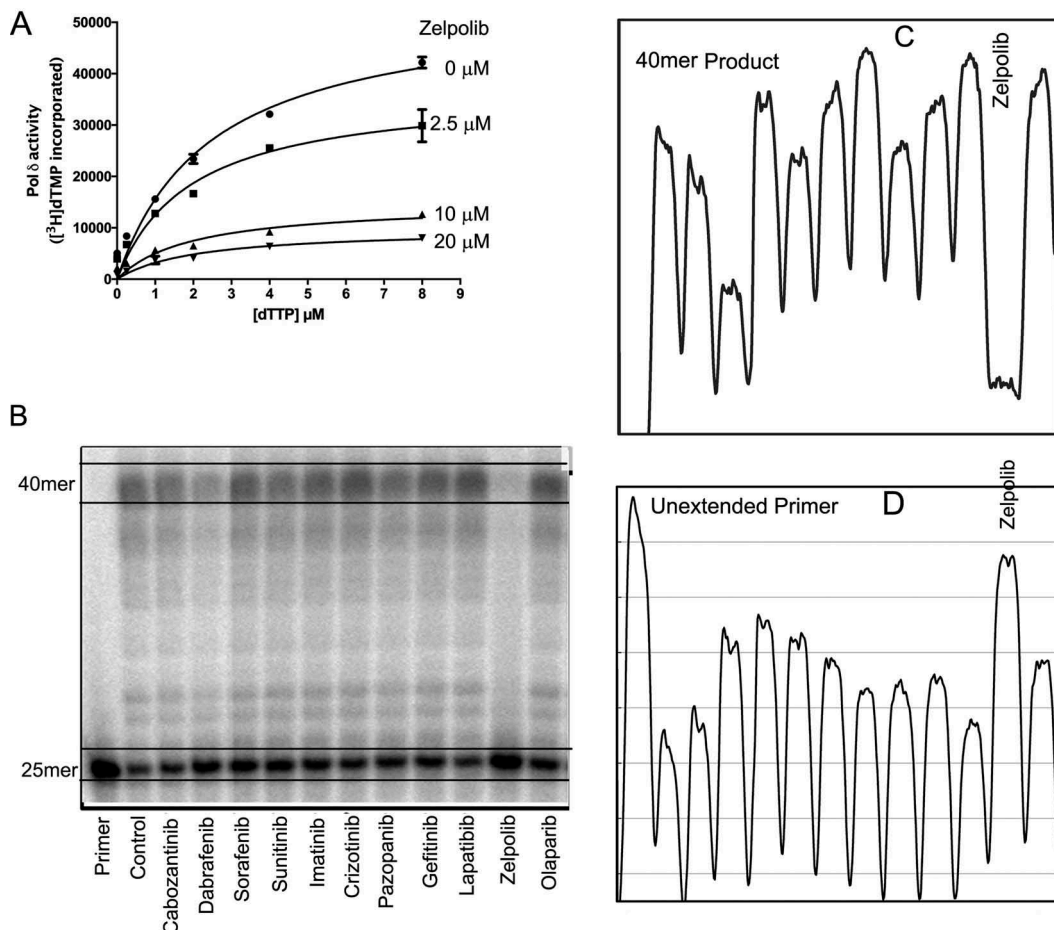 A
50000
40000
30000
20000
10000
0
Pol δ activity
([³H]dTMP incorporated)
Zelpolib
0 µM
2.5 µM
10 µM
20 µM
0 1 2 3 4 5 6 7 8 9
[dTTP] µM
B
40mer
25mer
Primer
Control
Cabozantinib
Dabrafenib
Sorafenib
Sunitinib
Imatinib
Crizotinib
Pazopanib
Gefitinib
Lapatibib
Zelpolib
Olaparib
C
40mer Product
Zelpolib
D
Unextended Primer
Zelpolib